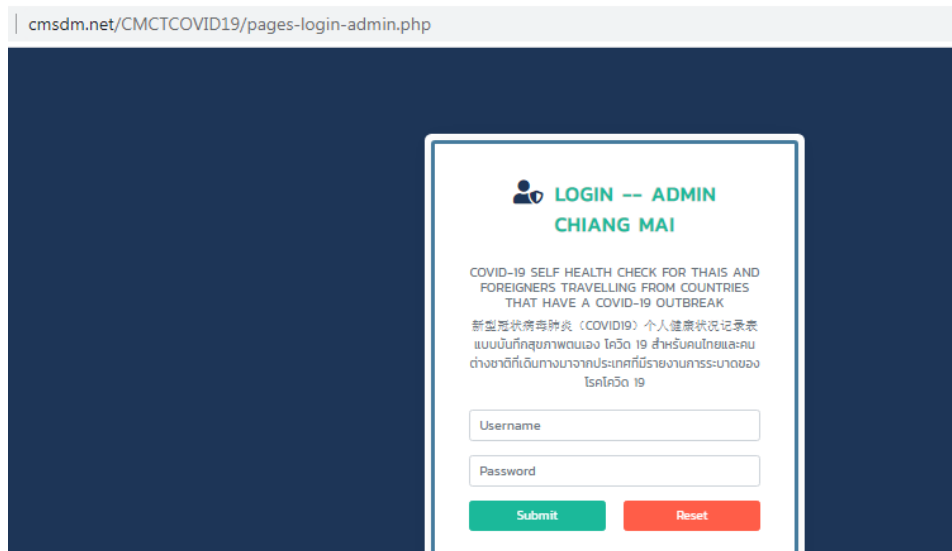 cmsdm.net/CMCTCOVID19/pages-login-admin.php
LOGIN -- ADMIN
CHIANG MAI
COVID-19 SELF HEALTH CHECK FOR THAIS AND
FOREIGNERS TRAVELLING FROM COUNTRIES
THAT HAVE A COVID-19 OUTBREAK
新型冠状病毒肺炎（COVID19）个人健康状况记录表
แบบบันทึกสุขภาพตนเอง โควิด 19 สำหรับคนไทยและคน
ต่างชาติที่เดินทางมาจากประเทศที่มีรายงานการระบาดของ
โรคโควิด 19
Username
Password
Submit Reset